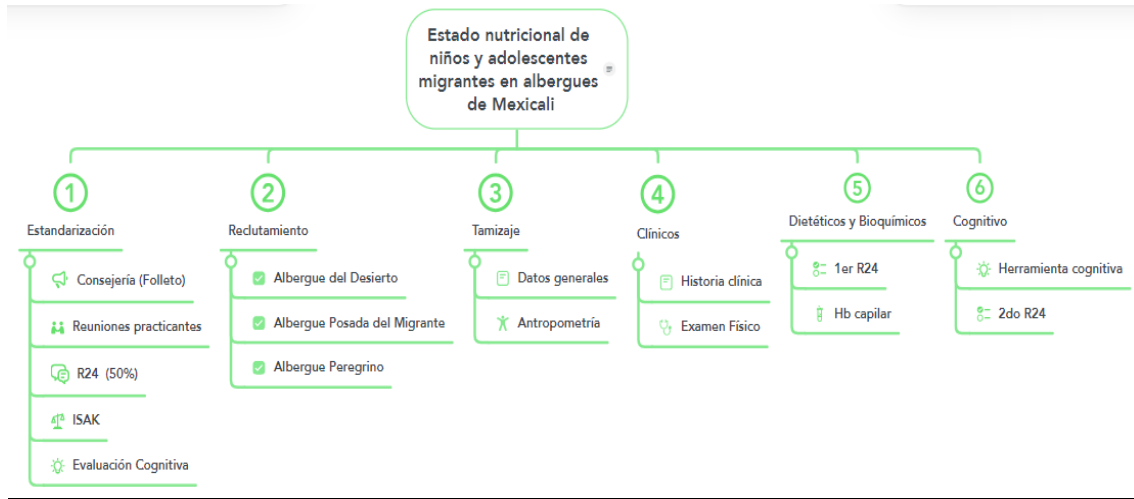 Estado nutricional de
niños y adolescentes
migrantes en albergues
de Mexicali
1
Estandarización
Consejería (Folleto)
Reuniones practicantes
R24 (50%)
ISAK
Evaluación Cognitiva
2
Reclutamiento
Albergue del Desierto
Albergue Posada del Migrante
Albergue Peregrino
3
Tamizaje
Datos generales
Antropometría
4
Clínicos
Historia clínica
Examen Físico
5
Dietéticos y Bioquímicos
1er R24
Hb capilar
6
Cognitivo
Herramienta cognitiva
2do R24